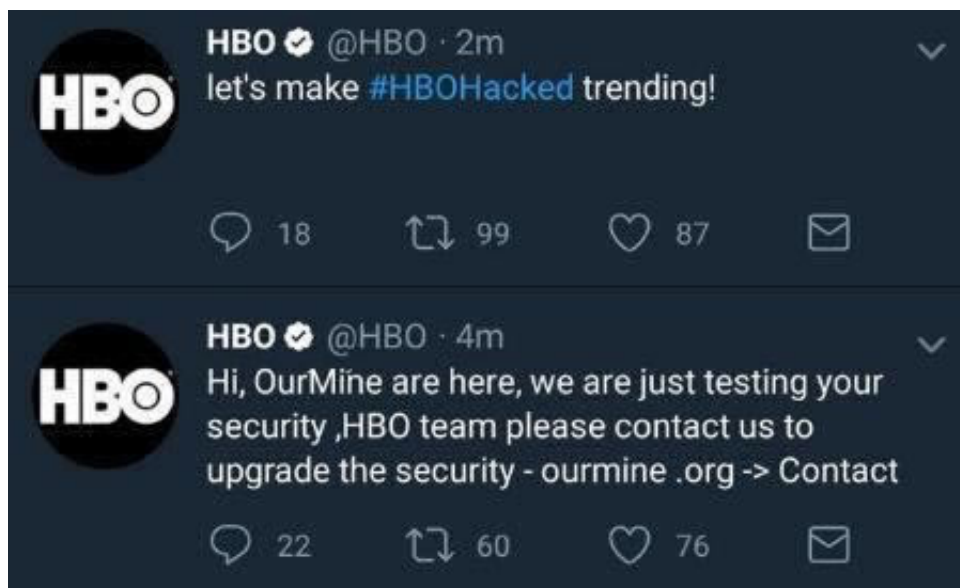 HBO
HBO @HBO · 2m
let's make #HBOHacked trending!
18 99 87
HBO
HBO @HBO · 4m
Hi, OurMine are here, we are just testing your
security ,HBO team please contact us to
upgrade the security - ourmine .org -> Contact
22 60 76